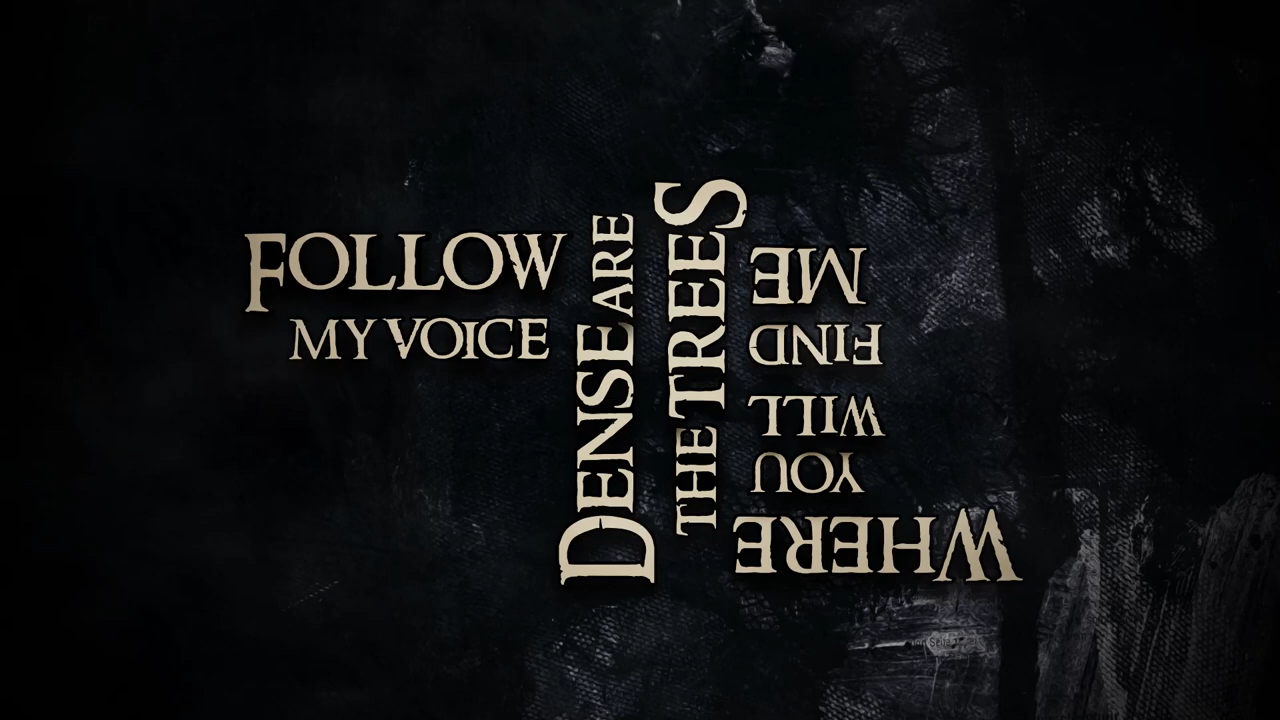 Follow
my voice
Dense are
the Trees
Where
you
will
find
me